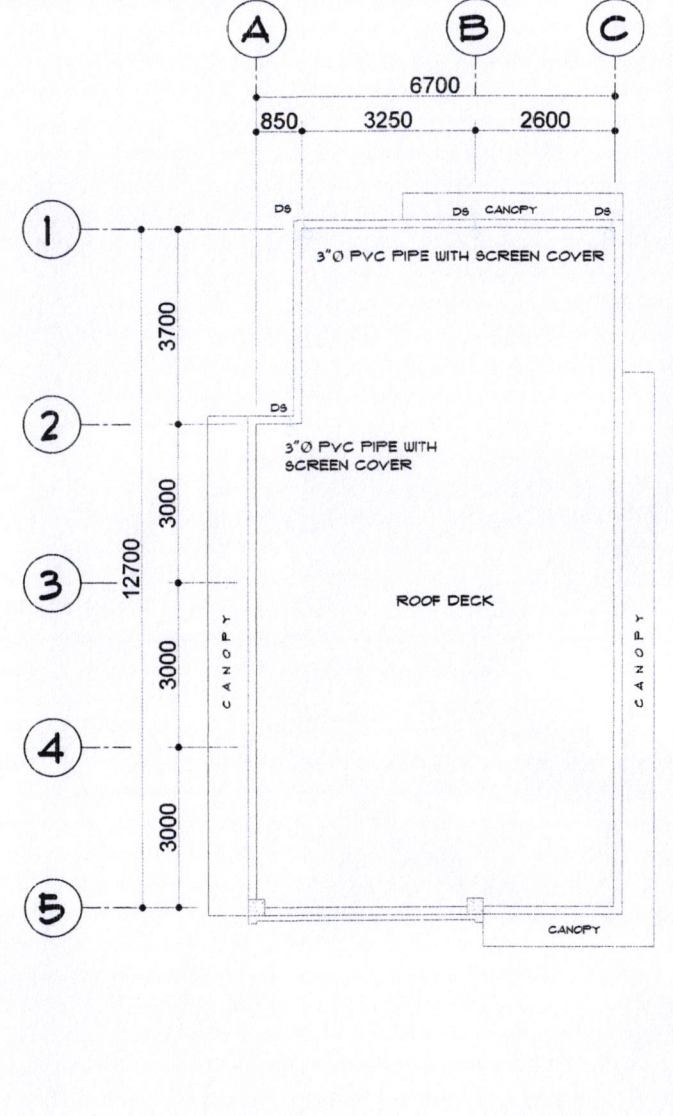 A B C
6700
850 3250 2600
DS
DS CANOPY DS
1
3"Ø PVC PIPE WITH SCREEN COVER
3700
DS
2
3"Ø PVC PIPE WITH
SCREEN COVER
3000
12700
3
ROOF DECK
CANOPY
3000
CANOPY
4
3000
5
CANOPY